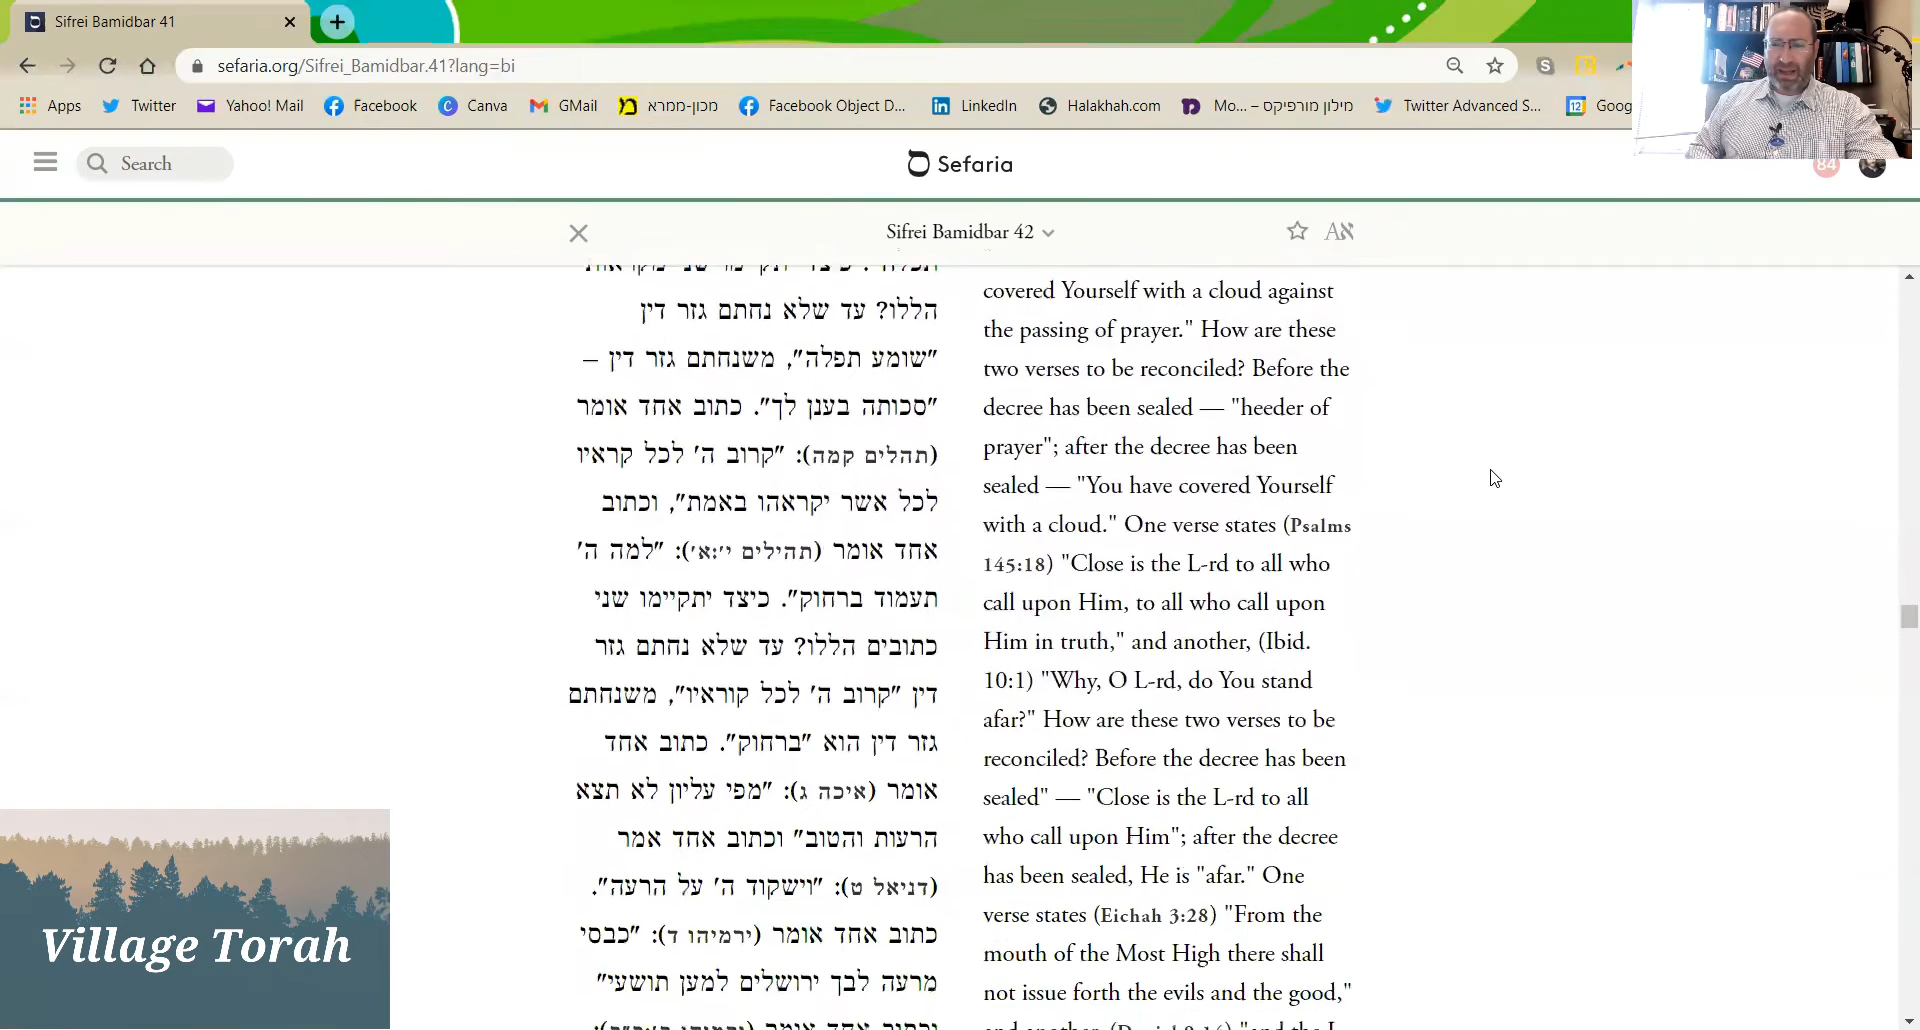 Sifrei Bamidbar 41
sefaria.org/Sifrei_Bamidbar.41?lang=bi
Apps Twitter Yahoo! Mail Facebook Canva GMail מכון-ממרא Facebook Object D... LinkedIn Halakhah.com מילון מורפיקס – ...Mo Twitter Advanced S... Goog
Search
Sefaria
84
Sifrei Bamidbar 42
הללו? עד שלא נחתם גזר דין
"שומע תפלה", משנחתם גזר דין –
"סכותה בענן לך". כתוב אחד אומר
(תהלים קמה): "קרוב ה' לכל קראיו
לכל אשר יקראהו באמת", וכתוב
אחד אומר (תהילים י׳:א׳): "למה ה'
תעמוד ברחוק". כיצד יתקיימו שני
כתובים הללו? עד שלא נחתם גזר
דין "קרוב ה' לכל קוראיו", משנחתם
גזר דין הוא "ברחוק". כתוב אחד
אומר (איכה ג): "מפי עליון לא תצא
הרעות והטוב" וכתוב אחד אמר
(דניאל ט): "וישקוד ה' על הרעה".
כתוב אחד אומר (ירמיהו ד): "כבסי
מרעה לבך ירושלים למען תושעי"
וכתוב אחד אומר
covered Yourself with a cloud against
the passing of prayer." How are these
two verses to be reconciled? Before the
decree has been sealed — "heeder of
prayer"; after the decree has been
sealed — "You have covered Yourself
with a cloud." One verse states (Psalms
145:18) "Close is the L-rd to all who
call upon Him, to all who call upon
Him in truth," and another, (Ibid.
10:1) "Why, O L-rd, do You stand
afar?" How are these two verses to be
reconciled? Before the decree has been
sealed" — "Close is the L-rd to all
who call upon Him"; after the decree
has been sealed, He is "afar." One
verse states (Eichah 3:28) "From the
mouth of the Most High there shall
not issue forth the evils and the good,"
Village Torah